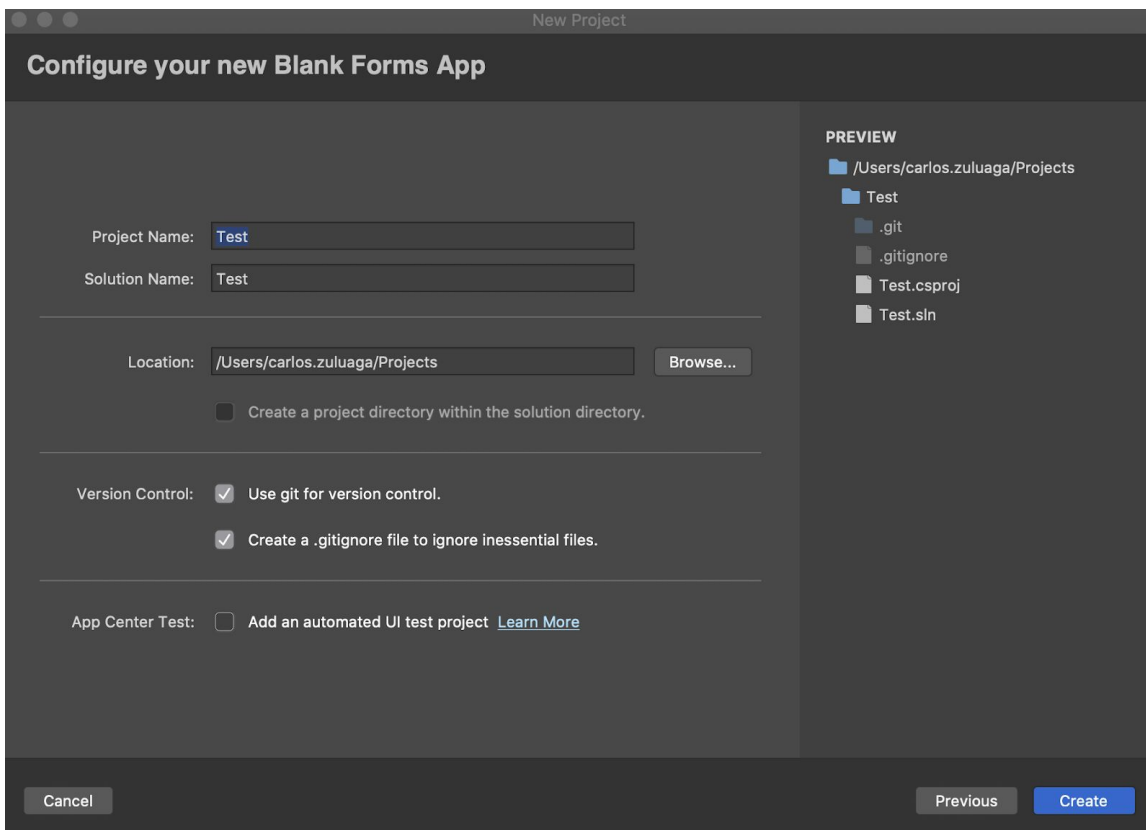 New Project
Configure your new Blank Forms App
Project Name: Test
Solution Name: Test
Location: /Users/carlos.zuluaga/Projects Browse...
Create a project directory within the solution directory.
Version Control: Use git for version control.
Create a .gitignore file to ignore inessential files.
App Center Test: Add an automated UI test project Learn More
PREVIEW
/Users/carlos.zuluaga/Projects
Test
.git
.gitignore
Test.csproj
Test.sln
Cancel Previous Create